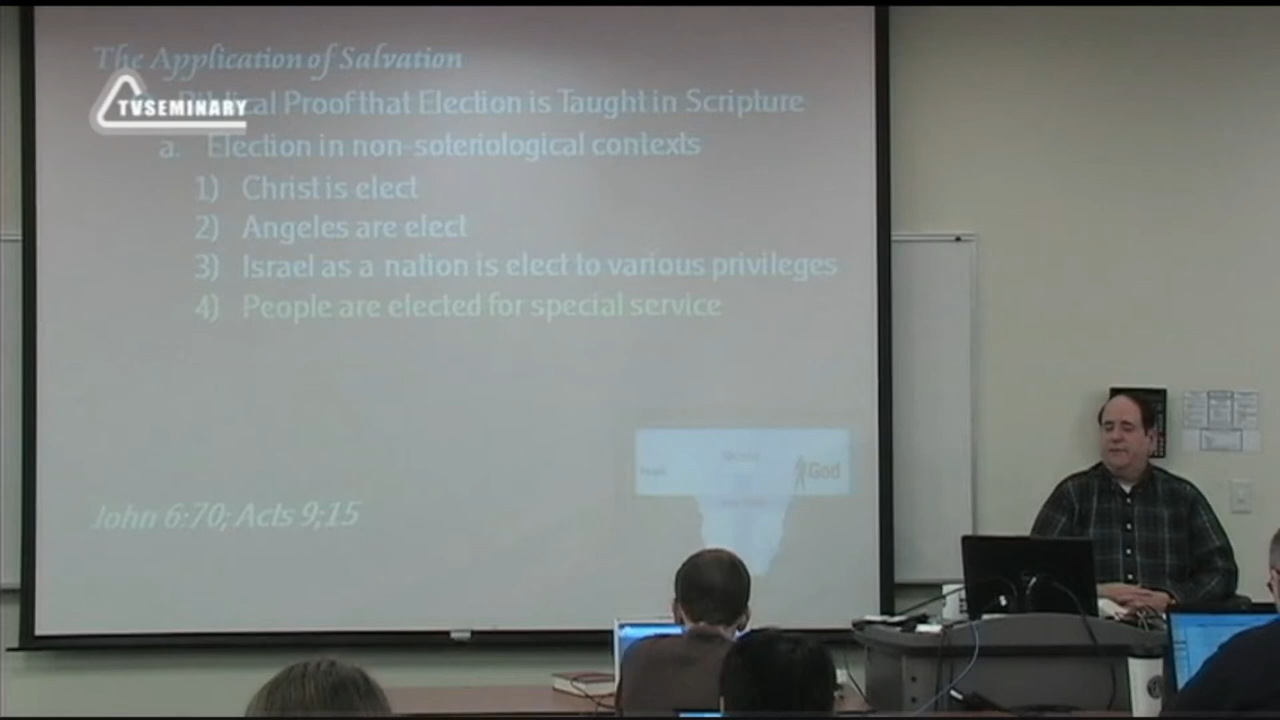 The Application of Salvation
TVSEMINARY
Proof that Election is Taught in Scripture
a. Election in non-soteriological contexts
1) Christ is elect
2) Angeles are elect
3) Israel as a nation is elect to various privileges
4) People are elected for special service
God
John 6:70; Acts 9;15